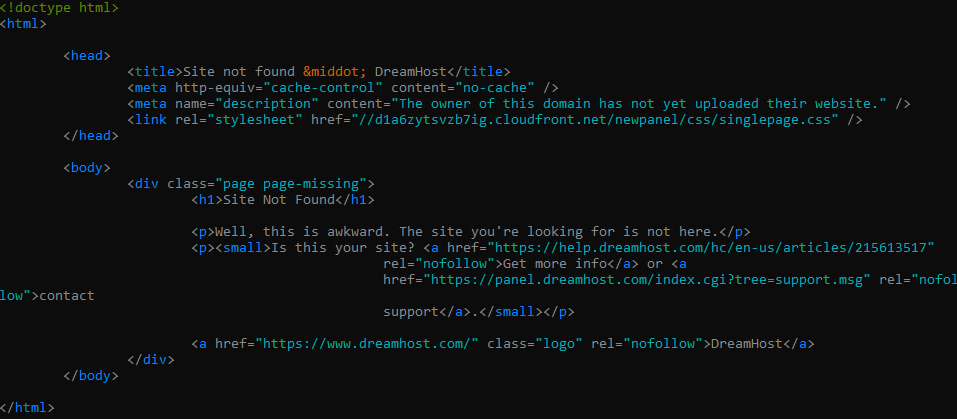 <!doctype html>
<html>
<head>
<title>Site not found &middot; DreamHost</title>
<meta http-equiv="cache-control" content="no-cache" />
<meta name="description" content="The owner of this domain has not yet uploaded their website." />
<link rel="stylesheet" href="//d1a6zytsvzb7ig.cloudfront.net/newpanel/css/singlepage.css" />
</head>
<body>
<div class="page page-missing">
<h1>Site Not Found</h1>
<p>Well, this is awkward. The site you're looking for is not here.</p>
<p><small>Is this your site? <a href="https://help.dreamhost.com/hc/en-us/articles/215613517"
rel="nofollow">Get more info</a> or <a
href="https://panel.dreamhost.com/index.cgi?tree=support.msg" rel="nofol
low">contact
support</a>.</small></p>
<a href="https://www.dreamhost.com/" class="logo" rel="nofollow">DreamHost</a>
</div>
</body>
</html>